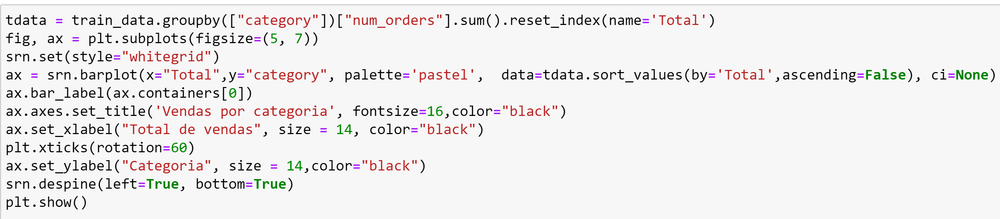 tdata = train_data.groupby(["category"])["num_orders"].sum().reset_index(name='Total')
fig, ax = plt.subplots(figsize=(5, 7))
srn.set(style="whitegrid")
ax = srn.barplot(x="Total",y="category", palette='pastel',  data=tdata.sort_values(by='Total',ascending=False), ci=None)
ax.bar_label(ax.containers[0])
ax.axes.set_title('Vendas por categoria', fontsize=16,color="black")
ax.set_xlabel("Total de vendas", size = 14, color="black")
plt.xticks(rotation=60)
ax.set_ylabel("Categoria", size = 14,color="black")
srn.despine(left=True, bottom=True)
plt.show()